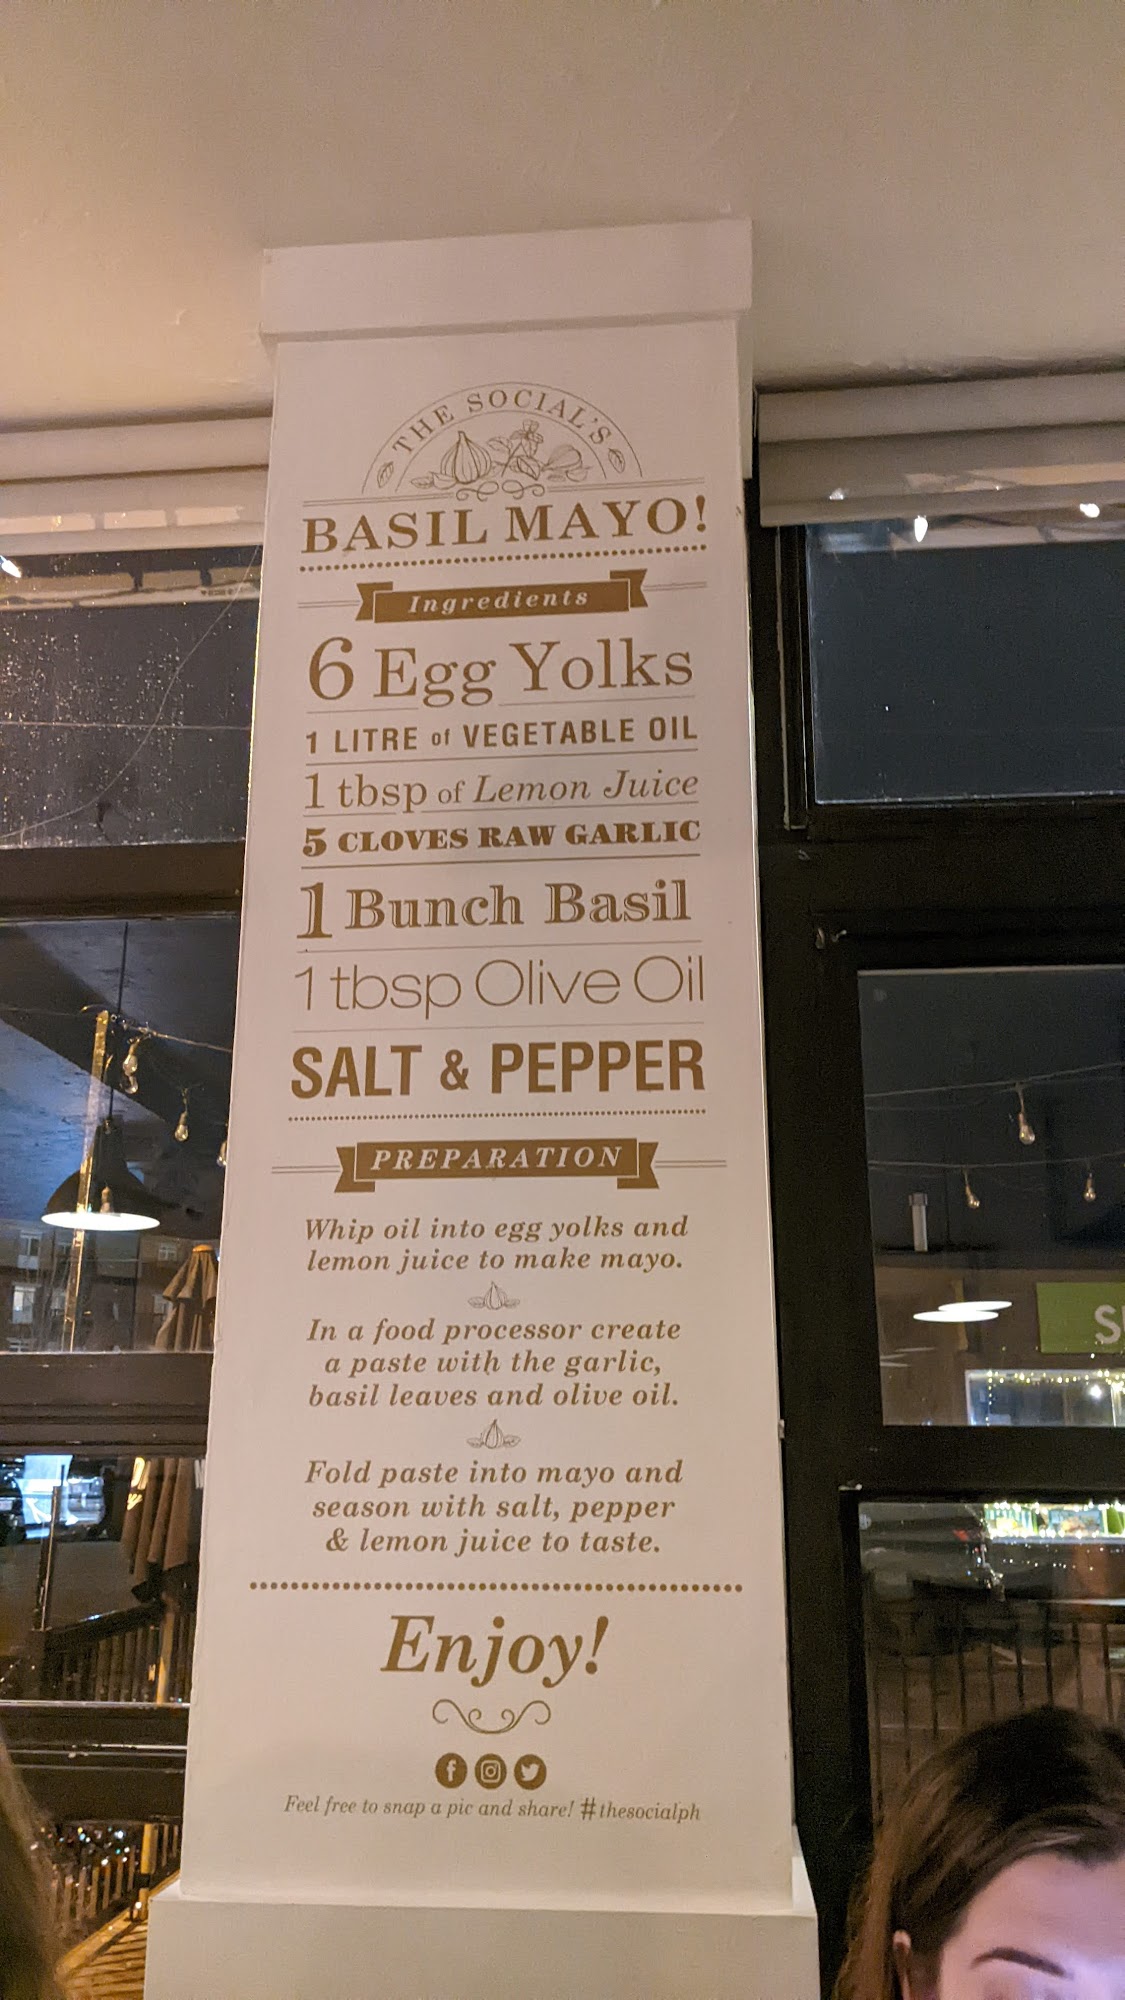 THE SOCIAL'S
BASIL MAYO!
Ingredients
6 Egg Yolks
1 LITRE of VEGETABLE OIL
1 tbsp of Lemon Juice
5 CLOVES RAW GARLIC
1 Bunch Basil
1 tbsp Olive Oil
SALT & PEPPER
PREPARATION
Whip oil into egg yolks and
lemon juice to make mayo.
In a food processor create
a paste with the garlic,
basil leaves and olive oil.
Fold paste into mayo and
season with salt, pepper
& lemon juice to taste.
Enjoy!
Feel free to snap a pic and share! #thesocialph